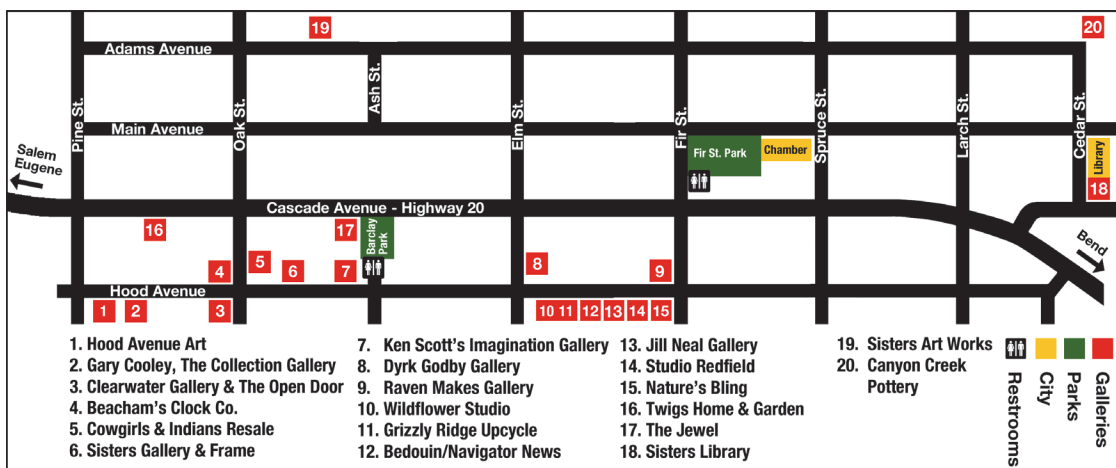 19
20
Adams Avenue
Pine St.
Oak St.
Ash St.
Elm St.
Fir St.
Spruce St.
Larch St.
Cedar St.
Main Avenue
Salem
Eugene
Fir St. Park
Chamber
Library
18
Cascade Avenue - Highway 20
16
17
Barclay
Park
Bend
4
5
6
7
8
9
Hood Avenue
1
2
3
10
11
12
13
14
15
1. Hood Avenue Art
2. Gary Cooley, The Collection Gallery
3. Clearwater Gallery & The Open Door
4. Beacham's Clock Co.
5. Cowgirls & Indians Resale
6. Sisters Gallery & Frame
7. Ken Scott's Imagination Gallery
8. Dyrk Godby Gallery
9. Raven Makes Gallery
10. Wildflower Studio
11. Grizzly Ridge Upcycle
12. Bedouin/Navigator News
13. Jill Neal Gallery
14. Studio Redfield
15. Nature's Bling
16. Twigs Home & Garden
17. The Jewel
18. Sisters Library
19. Sisters Art Works
20. Canyon Creek
Pottery
Restrooms
City
Parks
Galleries